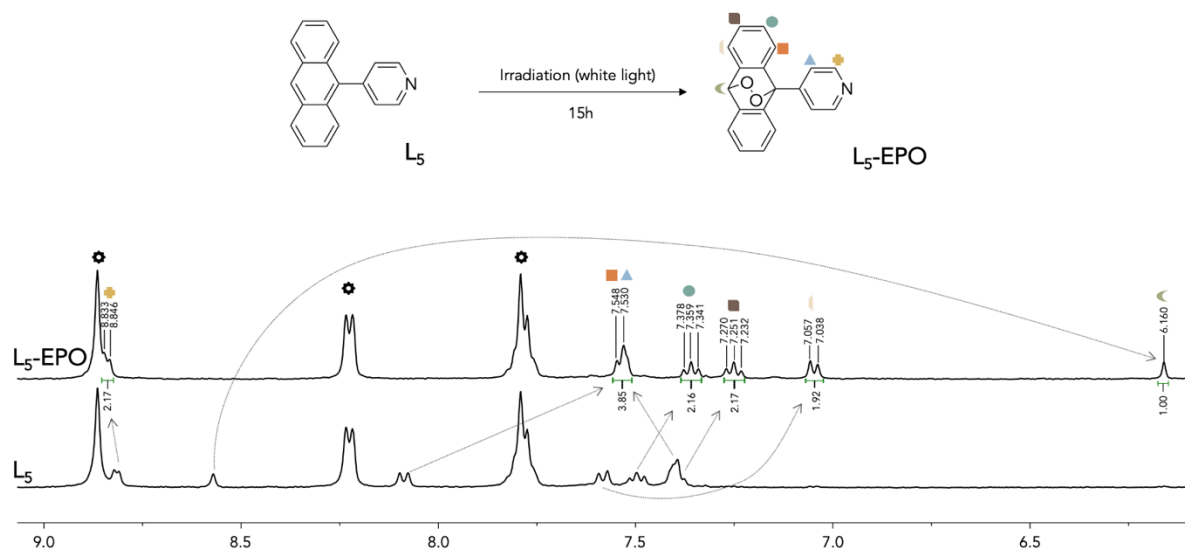 N
L5
Irradiation (white light)
15h
O
O
N
L5-EPO
L5-EPO
8.833
8.846
7.548
7.530
7.378
7.359
7.341
7.270
7.251
7.232
7.057
7.038
6.160
2.17
3.85
2.16
2.17
1.92
1.00
L5
9.0 8.5 8.0 7.5 7.0 6.5